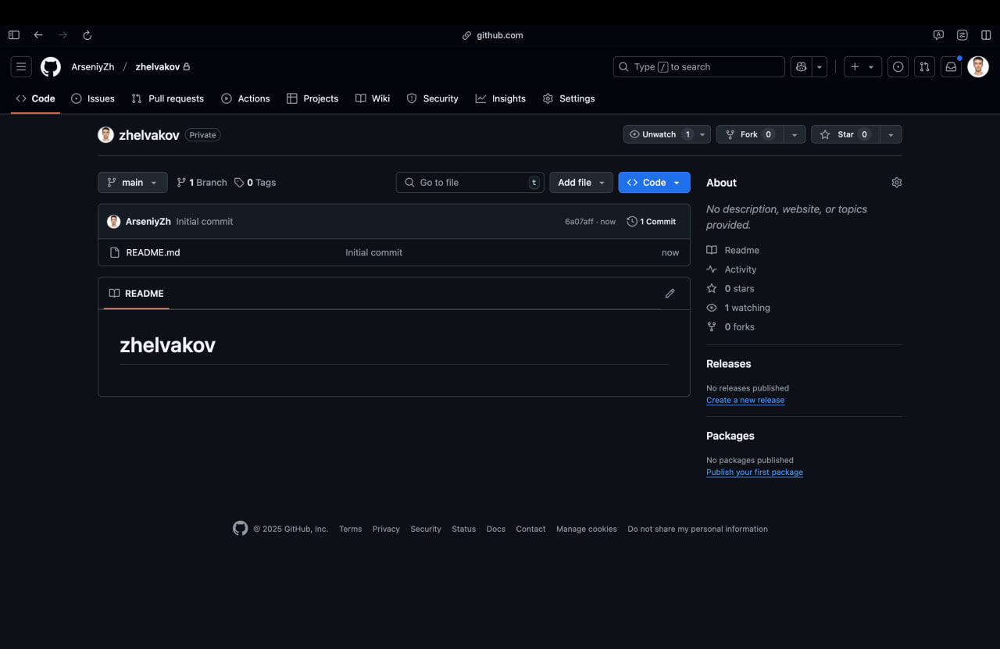 github.com
ArseniyZh / zhelvakov
Type / to search
Code Issues Pull requests Actions Projects Wiki Security Insights Settings
zhelvakov Private
Unwatch 1 Fork 0 Star 0
main 1 Branch 0 Tags
Go to file t Add file Code
ArseniyZh Initial commit 6a07aff · now 1 Commit
README.md Initial commit now
README
zhelvakov
About
No description, website, or topics
provided.
Readme
Activity
0 stars
1 watching
0 forks
Releases
No releases published
Create a new release
Packages
No packages published
Publish your first package
© 2025 GitHub, Inc. Terms Privacy Security Status Docs Contact Manage cookies Do not share my personal information